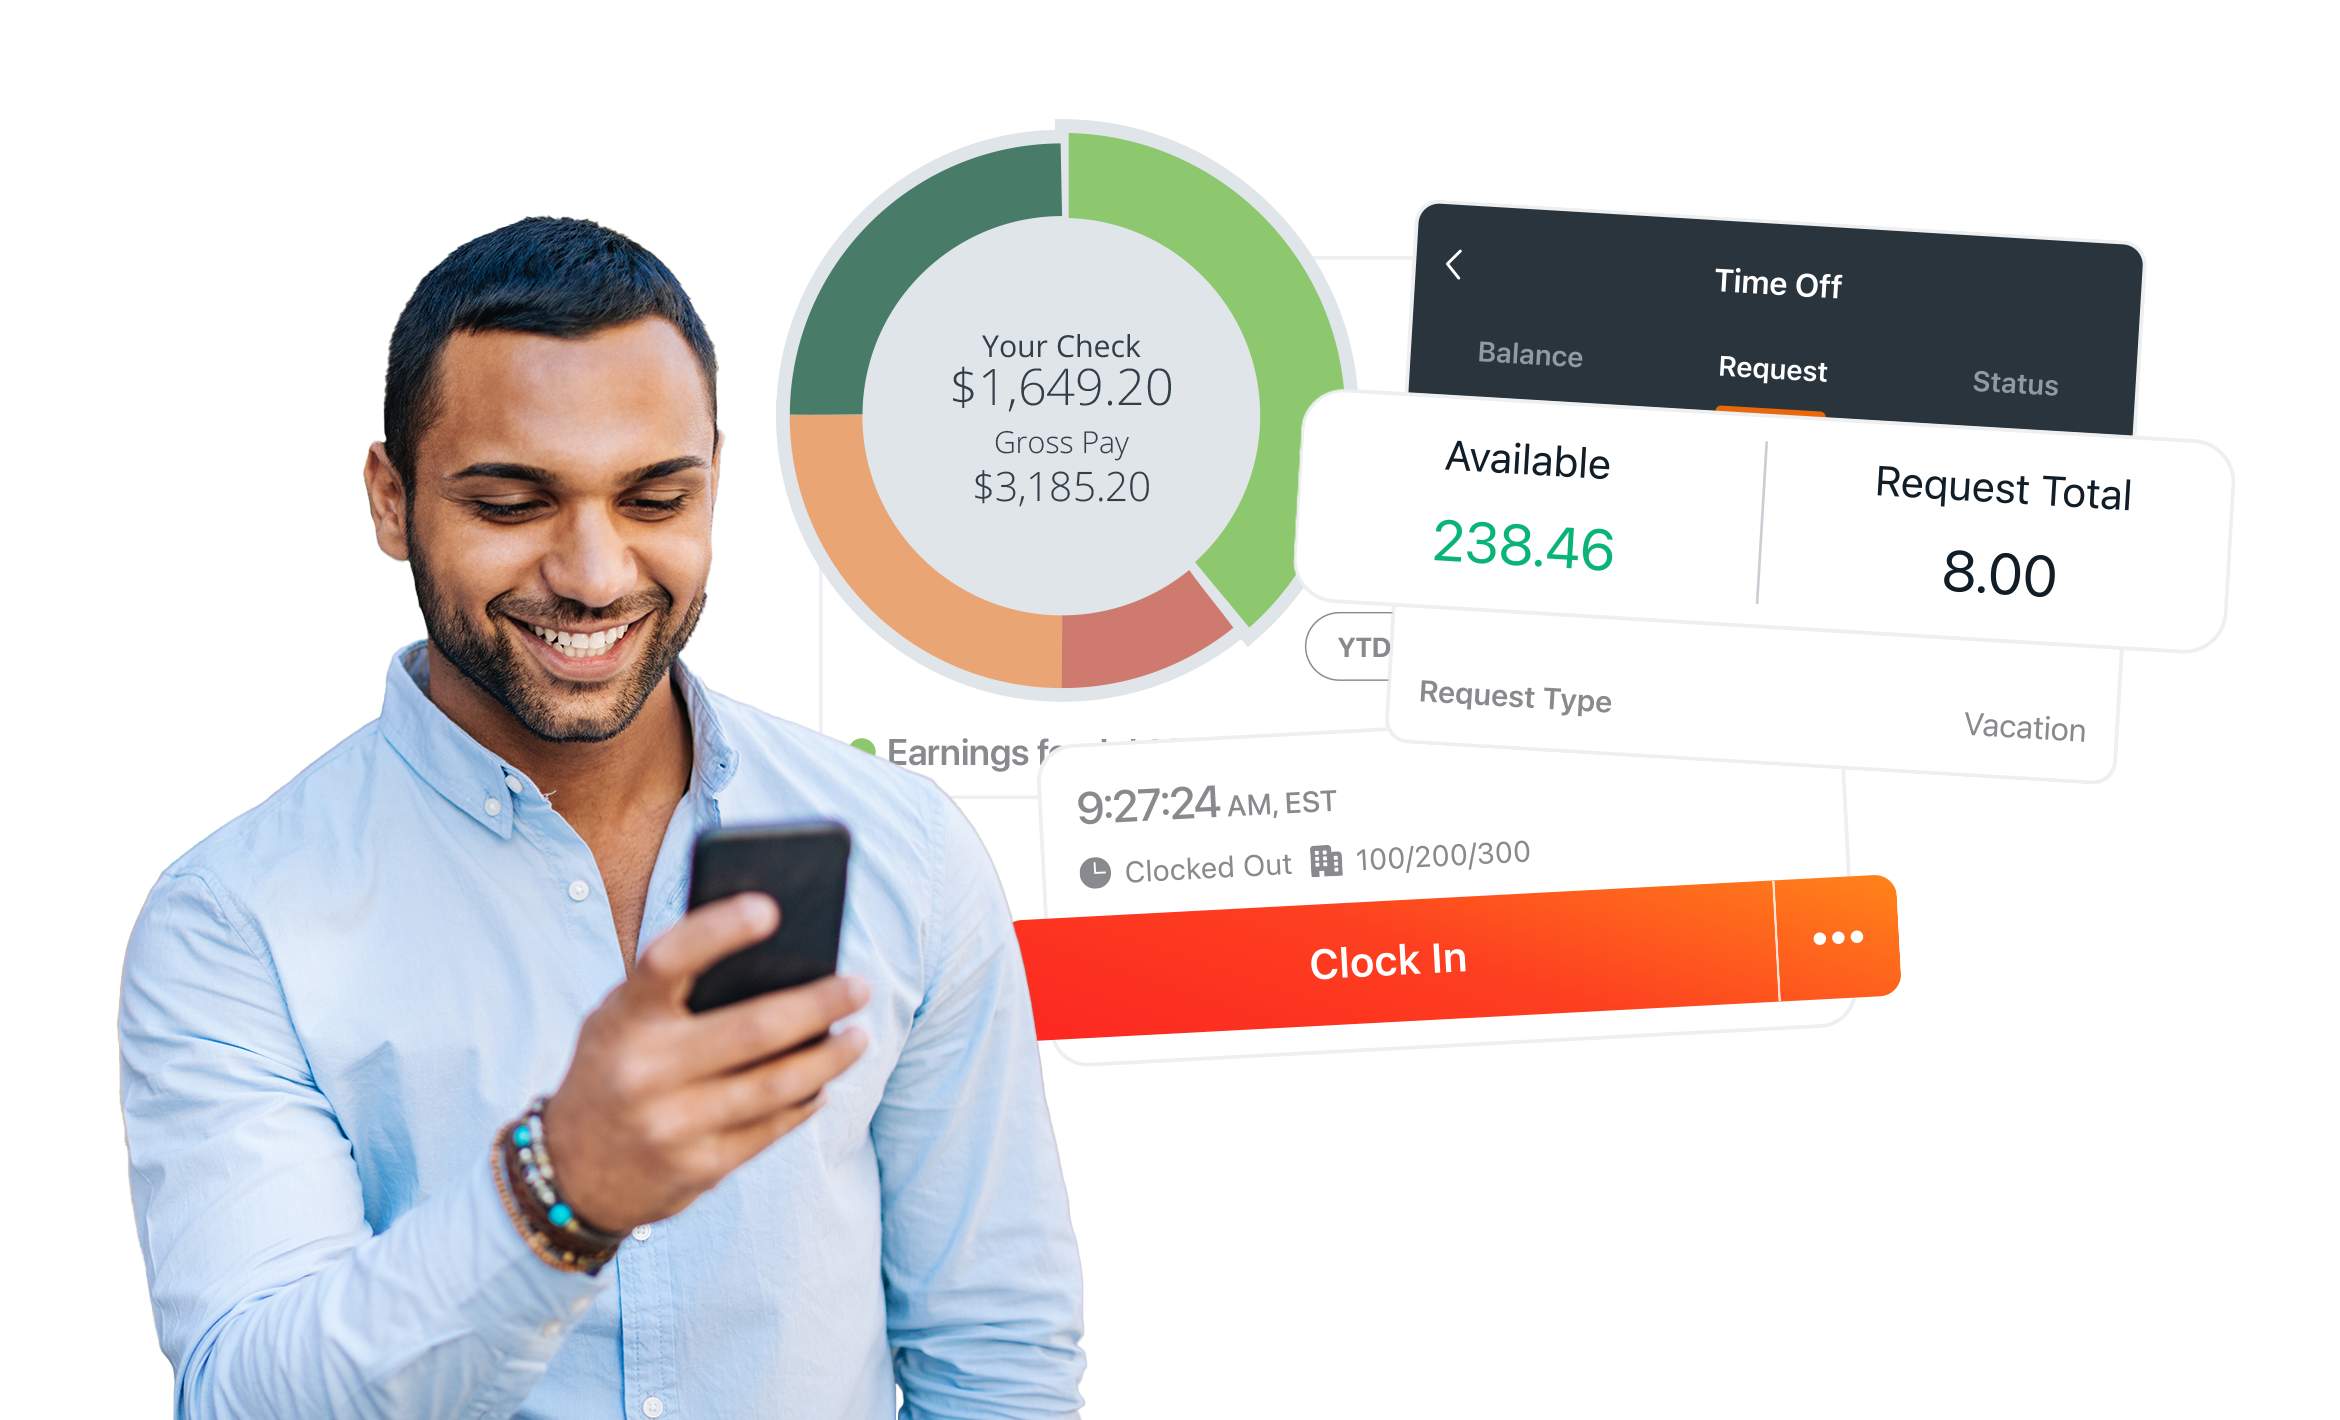 Your Check
$1,649.20
Gross Pay
$3,185.20
Time Off
Balance Request Status
Available Request Total
238.46 8.00
YTD
Request Type Vacation
Earnings
9:27:24 AM, EST
Clocked Out 100/200/300
Clock In